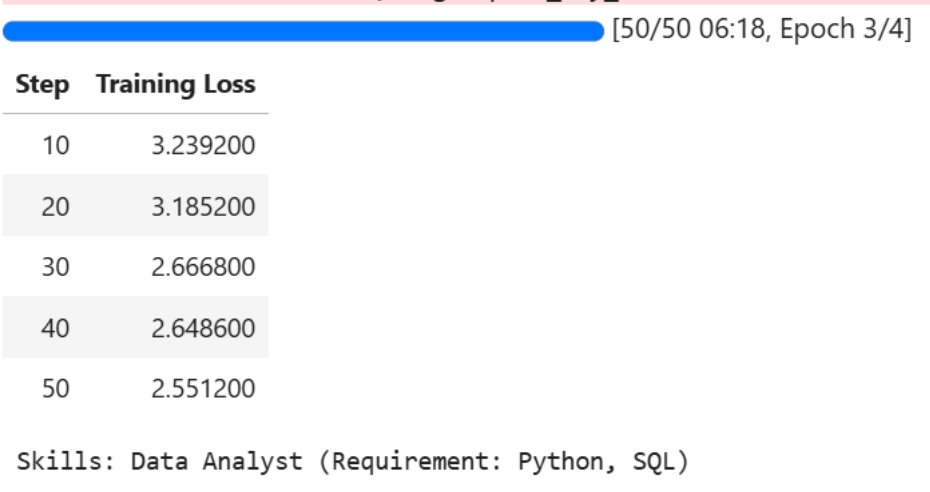 [50/50 06:18, Epoch 3/4]
Step Training Loss
10 3.239200
20 3.185200
30 2.666800
40 2.648600
50 2.551200
Skills: Data Analyst (Requirement: Python, SQL)